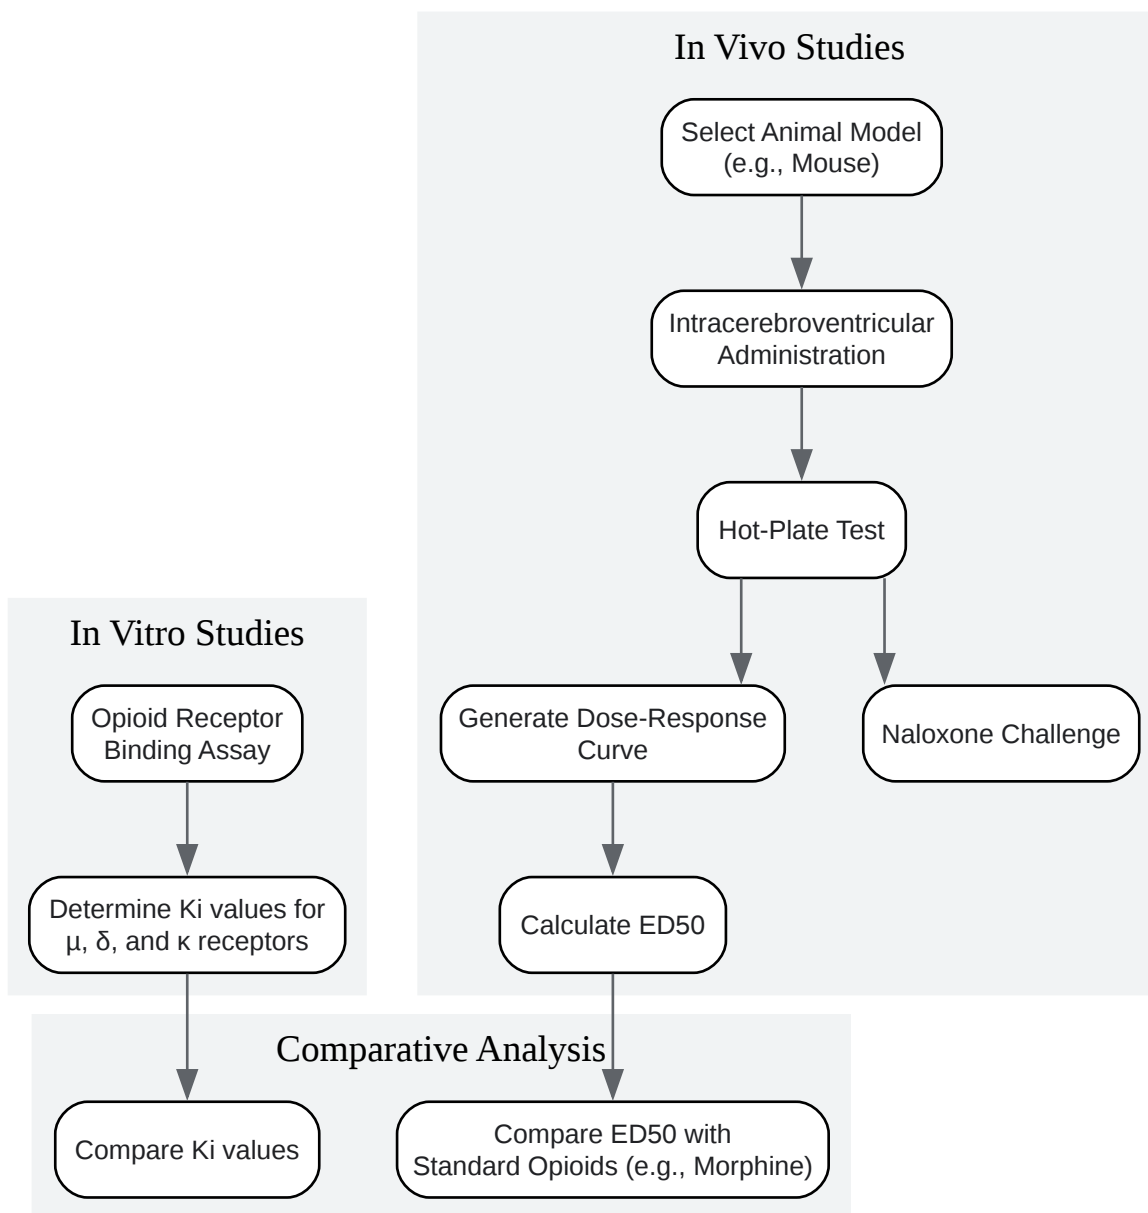 In Vivo Studies
Select Animal Model
(e.g., Mouse)
Intracerebroventricular
Administration
Hot-Plate Test
Generate Dose-Response
Curve
Naloxone Challenge
Calculate ED50
In Vitro Studies
Opioid Receptor
Binding Assay
Determine Ki values for
μ, δ, and κ receptors
Comparative Analysis
Compare Ki values
Compare ED50 with
Standard Opioids (e.g., Morphine)